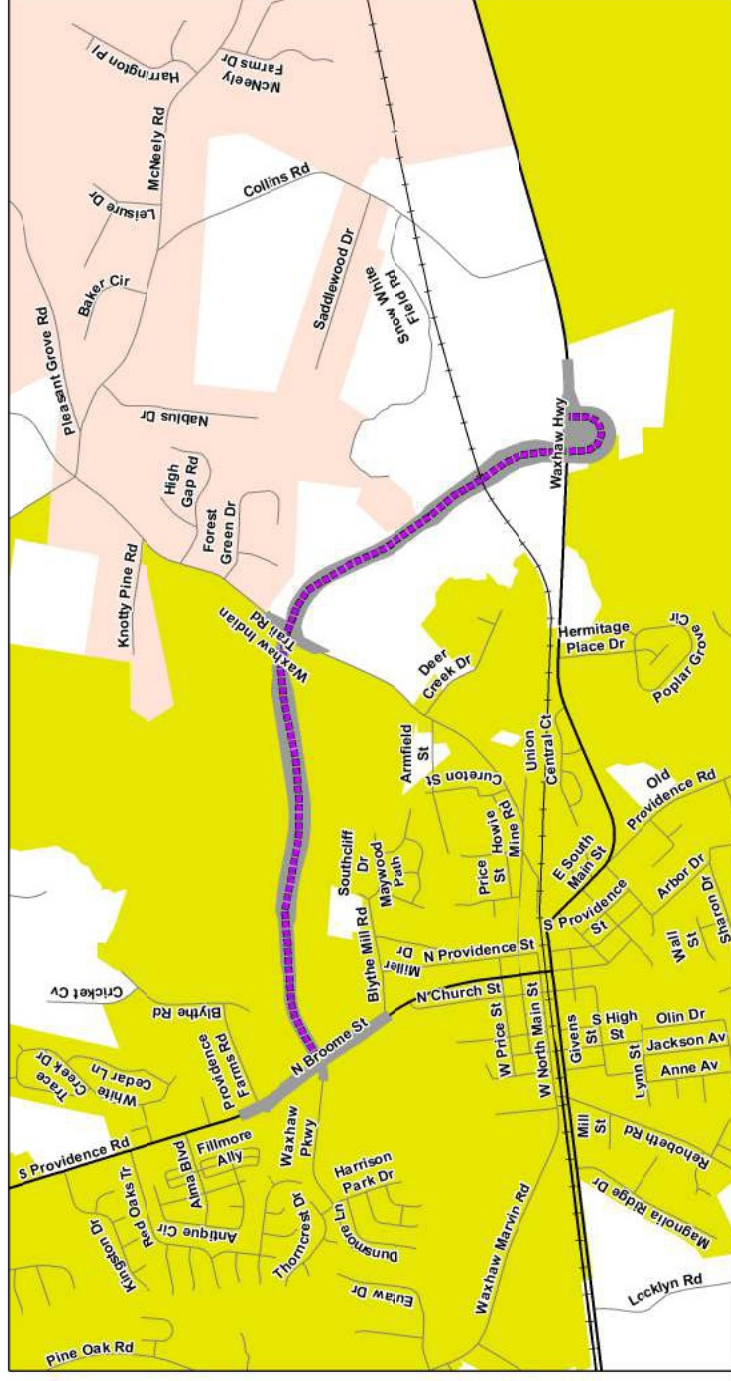 Harrington Pl
McNeely
Farms Dr
McNeely Rd
Leisure Dr
Collins Rd
Baker Cir
Pleasant Grove Rd
Saddlewood Dr
Snow White
Field Rd
Nablus Dr
High
Gap Rd
Forest
Green Dr
Knotty Pine Rd
Waxhaw Indian
Trail Rd
Waxhaw Hwy
Hermitage
Place Dr
Poplar Grove Cir
Deer
Creek Dr
Armfield
St
Cureton St
Union
Central Ct
Old
Providence Rd
Howie
Mine Rd
Price
St
E South
Main St
Southcliff
Dr
Maywood
Path
Blythe Mill Rd
Miller
Dr
N Providence St
S Providence
St
Arbor Dr
Wall
St
Sharon Dr
N Church St
W Price St
W North Main St
Givens
St
S High
St
Olin Dr
Jackson Av
Anne Av
Lynn St
Cricket Cv
Blythe Rd
Providence
Farms Rd
N Broome St
White
Cedar Ln
Trace
Creek Dr
S Providence Rd
Fillmore
Ally
Alma Blvd
Waxhaw
Pkwy
Harrison
Park Dr
Red Oaks Tr
Kingston Dr
Antique Cir
Thorncrest Dr
Dunsmore Ln
Eulaw Dr
Pine Oak Rd
Waxhaw Marvin Rd
Mill
St
Rehobeth Rd
Magnolia Ridge Dr
Locklyn Rd